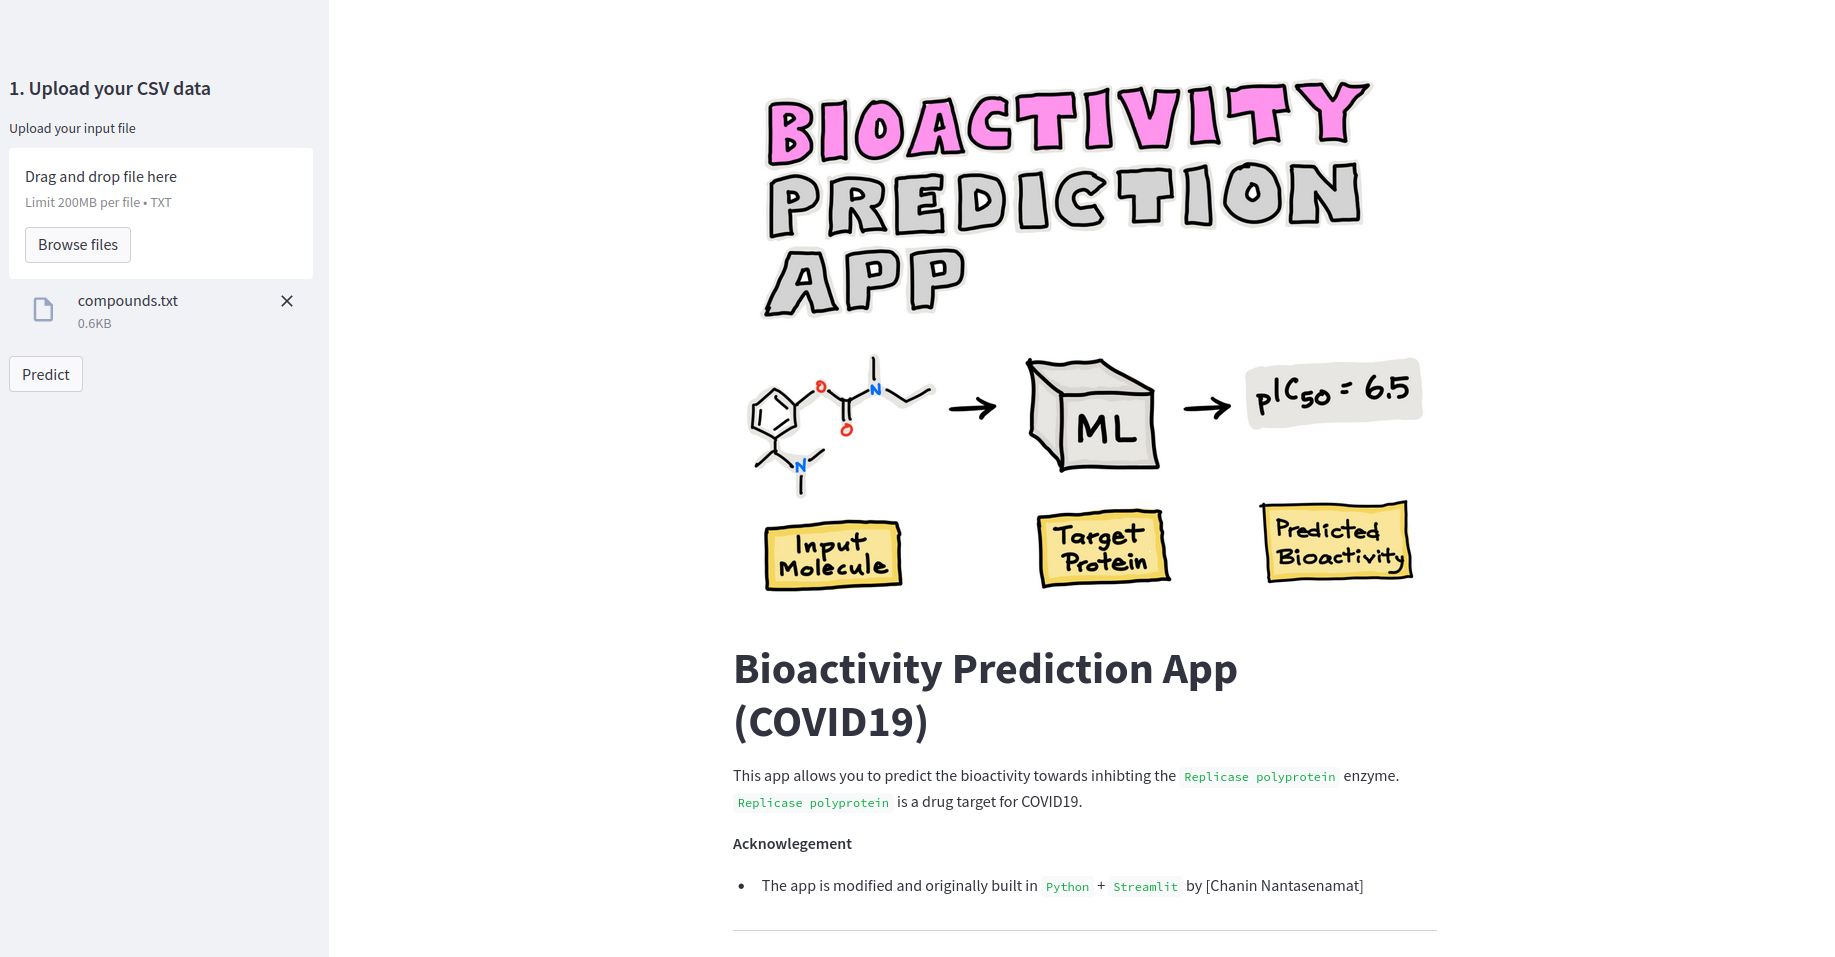 1. Upload your CSV data
Upload your input file
Drag and drop file here
Limit 200MB per file • TXT
Browse files
compounds.txt
0.6KB
Predict
BIOACTIVITY
PREDICTION
APP
O
N
O
N
ML
pIC50 = 6.5
Input
Molecule
Target
Protein
Predicted
Bioactivity
Bioactivity Prediction App
(COVID19)
This app allows you to predict the bioactivity towards inhibting the Replicase polyprotein enzyme.
Replicase polyprotein is a drug target for COVID19.
Acknowlegement
• The app is modified and originally built in Python + Streamlit by [Chanin Nantasenamat]